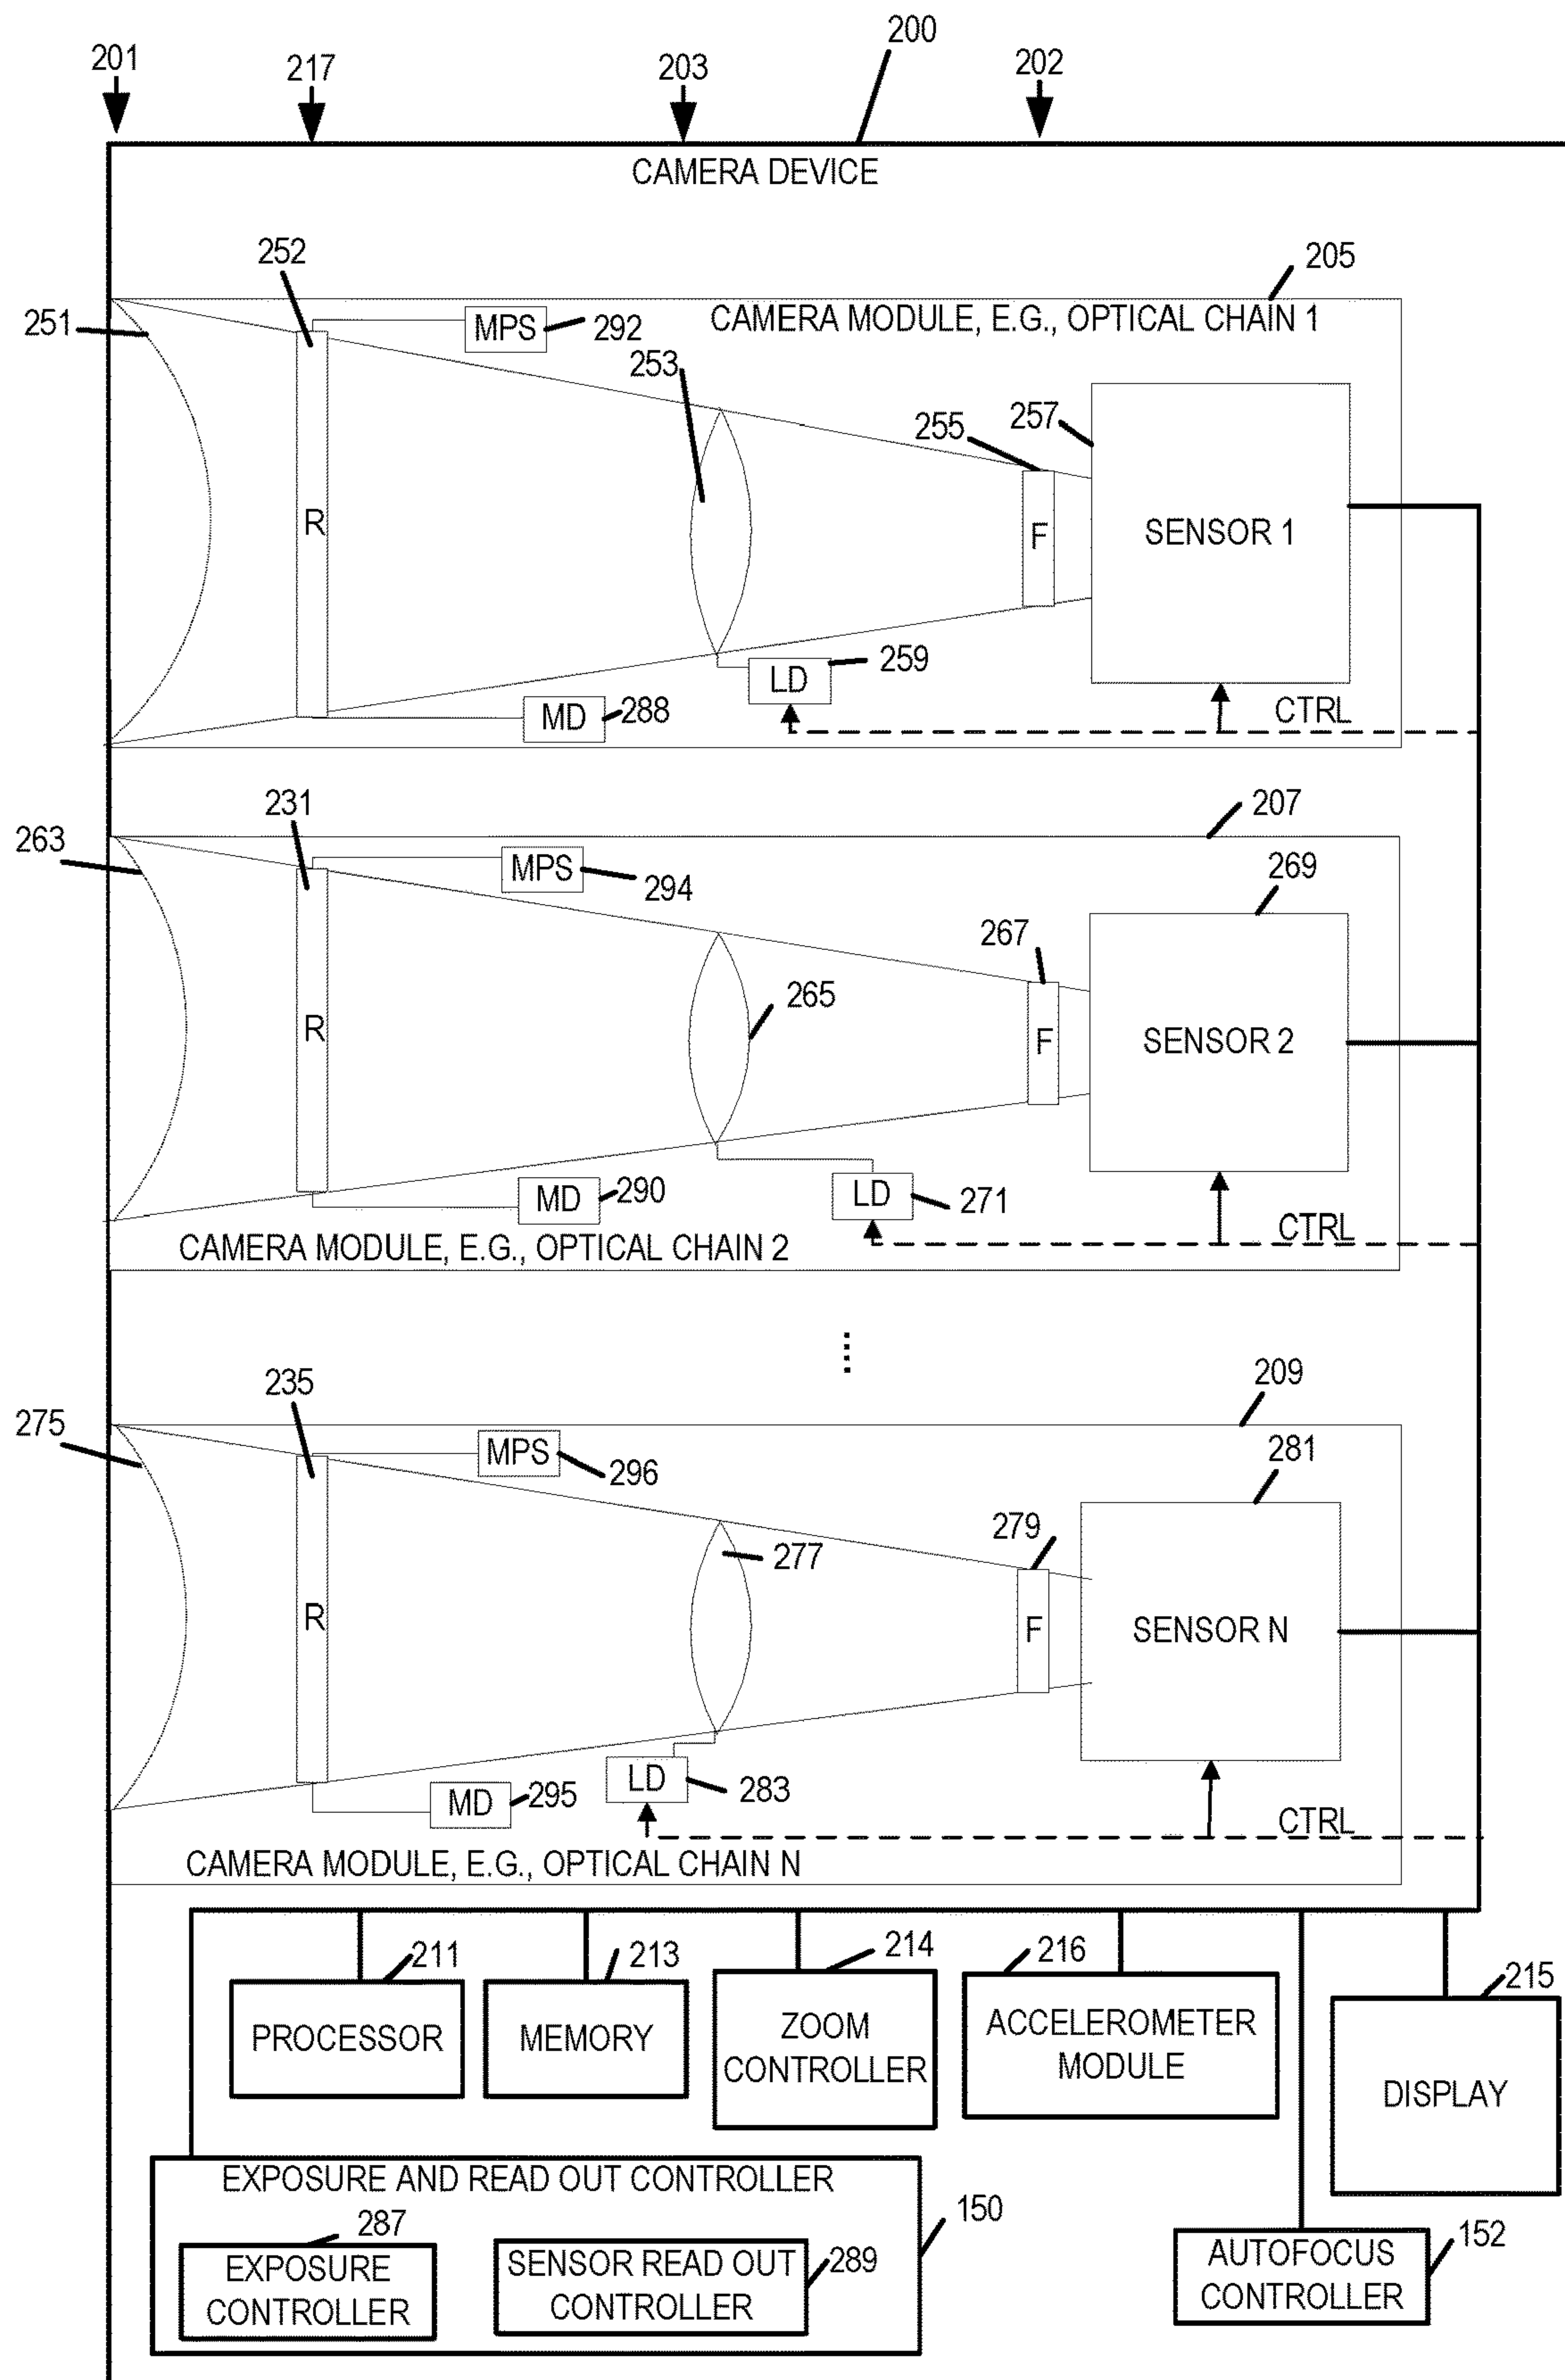 200
201
217
203
202
CAMERA DEVICE
252
205
251
MPS
292
CAMERA MODULE, E.G., OPTICAL CHAIN 1
253
257
255
R
F
SENSOR 1
259
LD
MD
288
CTRL
231
207
263
MPS
294
269
267
265
R
F
SENSOR 2
MD
290
LD
271
CTRL
CAMERA MODULE, E.G., OPTICAL CHAIN 2
235
209
275
MPS
296
281
279
277
R
F
SENSOR N
LD
283
MD
295
CTRL
CAMERA MODULE, E.G., OPTICAL CHAIN N
211
213
214
216
215
PROCESSOR
MEMORY
ZOOM
CONTROLLER
ACCELEROMETER
MODULE
DISPLAY
EXPOSURE AND READ OUT CONTROLLER
150
287
EXPOSURE
CONTROLLER
SENSOR READ OUT
CONTROLLER
289
AUTOFOCUS
CONTROLLER
152